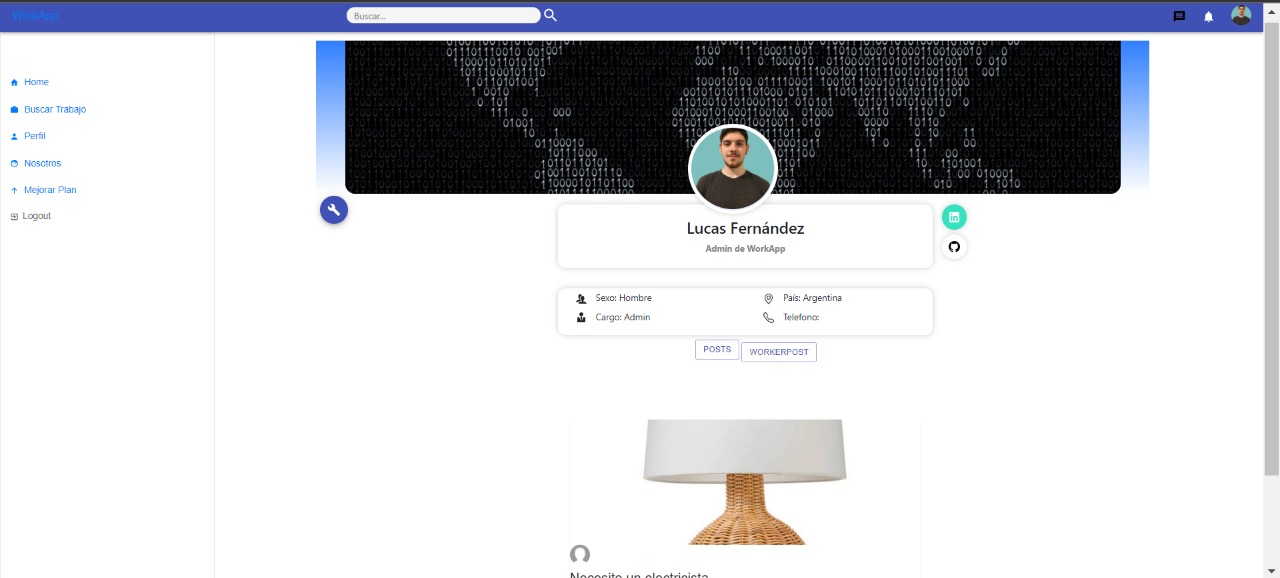 WorkApp
Buscar...
Home
Buscar Trabajo
Perfil
Nosotros
Mejorar Plan
Logout
Lucas Fernández
Admin de WorkApp
Sexo: Hombre
País: Argentina
Cargo: Admin
Telefono:
POSTS
WORKERPOST
Necesito un electricista